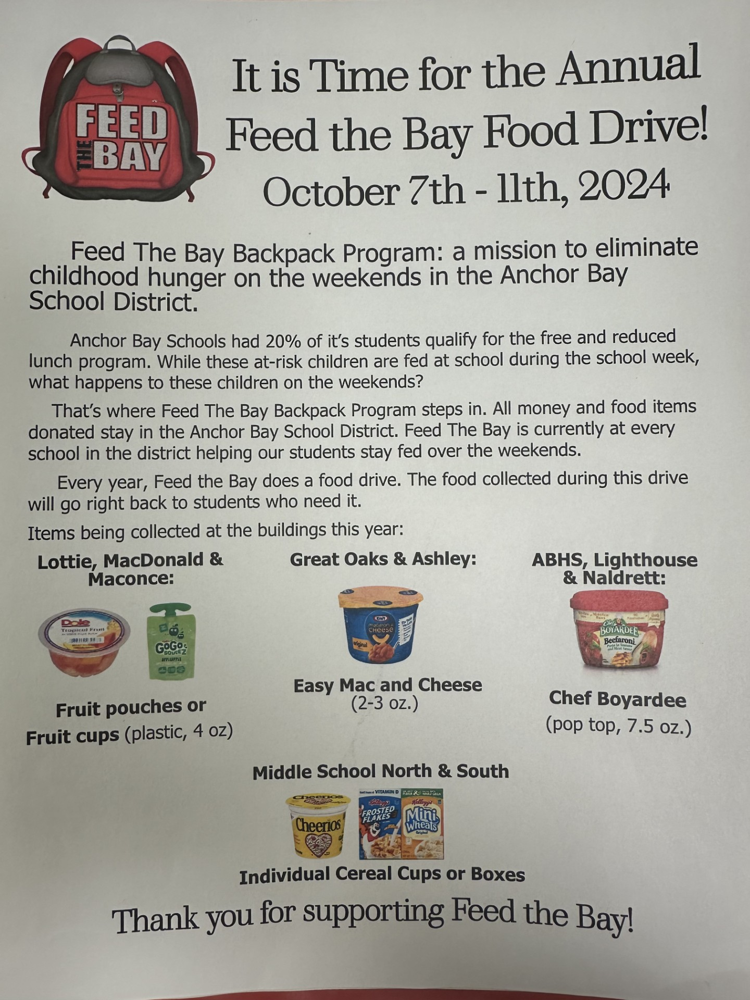 FEED
THE
BAY
It is Time for the Annual
Feed the Bay Food Drive!
October 7th - 11th, 2024
Feed The Bay Backpack Program: a mission to eliminate
childhood hunger on the weekends in the Anchor Bay
School District.
Anchor Bay Schools had 20% of it's students qualify for the free and reduced
lunch program. While these at-risk children are fed at school during the school week,
what happens to these children on the weekends?
That's where Feed The Bay Backpack Program steps in. All money and food items
donated stay in the Anchor Bay School District. Feed The Bay is currently at every
school in the district helping our students stay fed over the weekends.
Every year, Feed the Bay does a food drive. The food collected during this drive
will go right back to students who need it.
Items being collected at the buildings this year:
Lottie, MacDonald &
Maconce:
Dole
Tropical Fruit
GoGo
SQUEEZ
APPLEAPPLE
Fruit pouches or
Fruit cups (plastic, 4 oz)
Great Oaks & Ashley:
Kraft
MACARONI &
CHEESE
original
Easy Mac and Cheese
(2-3 oz.)
ABHS, Lighthouse
& Naldrett:
Chef
BOYARDEE
Beefaroni
Chef Boyardee
(pop top, 7.5 oz.)
Middle School North & South
Cheerios
Cheerios
VITAMIN D
Kellogg's
FROSTED
FLAKES
FIBER & WHOLE GRAIN
Kellogg's
Mini
Wheats
Original
Individual Cereal Cups or Boxes
Thank you for supporting Feed the Bay!